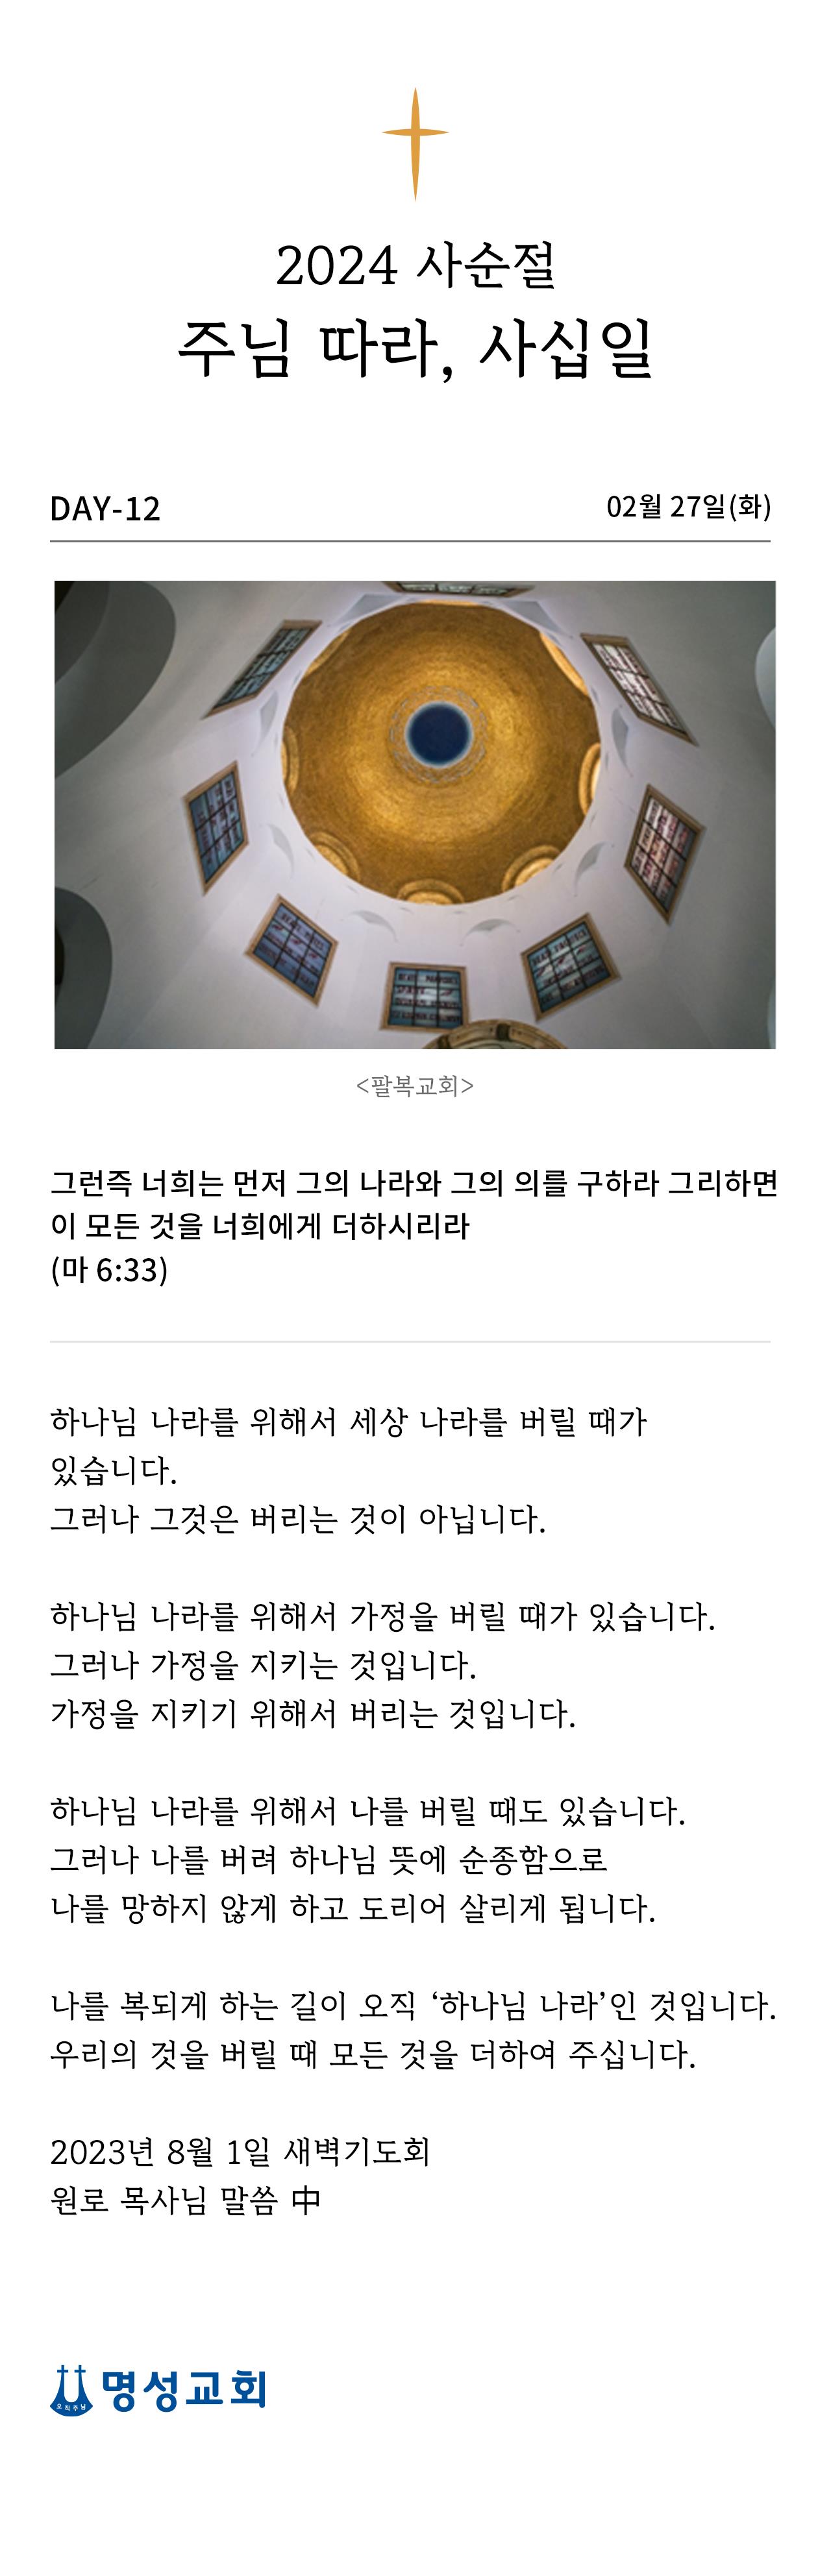 2024 사순절
주님 따라, 사십일
DAY-12
02월 27일(화)
<팔복교회>
그런즉 너희는 먼저 그의 나라와 그의 의를 구하라 그리하면
이 모든 것을 너희에게 더하시리라
(마 6:33)
하나님 나라를 위해서 세상 나라를 버릴 때가
있습니다.
그러나 그것은 버리는 것이 아닙니다.
하나님 나라를 위해서 가정을 버릴 때가 있습니다.
그러나 가정을 지키는 것입니다.
가정을 지키기 위해서 버리는 것입니다.
하나님 나라를 위해서 나를 버릴 때도 있습니다.
그러나 나를 버려 하나님 뜻에 순종함으로
나를 망하지 않게 하고 도리어 살리게 됩니다.
나를 복되게 하는 길이 오직 ‘하나님 나라’인 것입니다.
우리의 것을 버릴 때 모든 것을 더하여 주십니다.
2023년 8월 1일 새벽기도회
원로 목사님 말씀 中
오직주님
명성교회